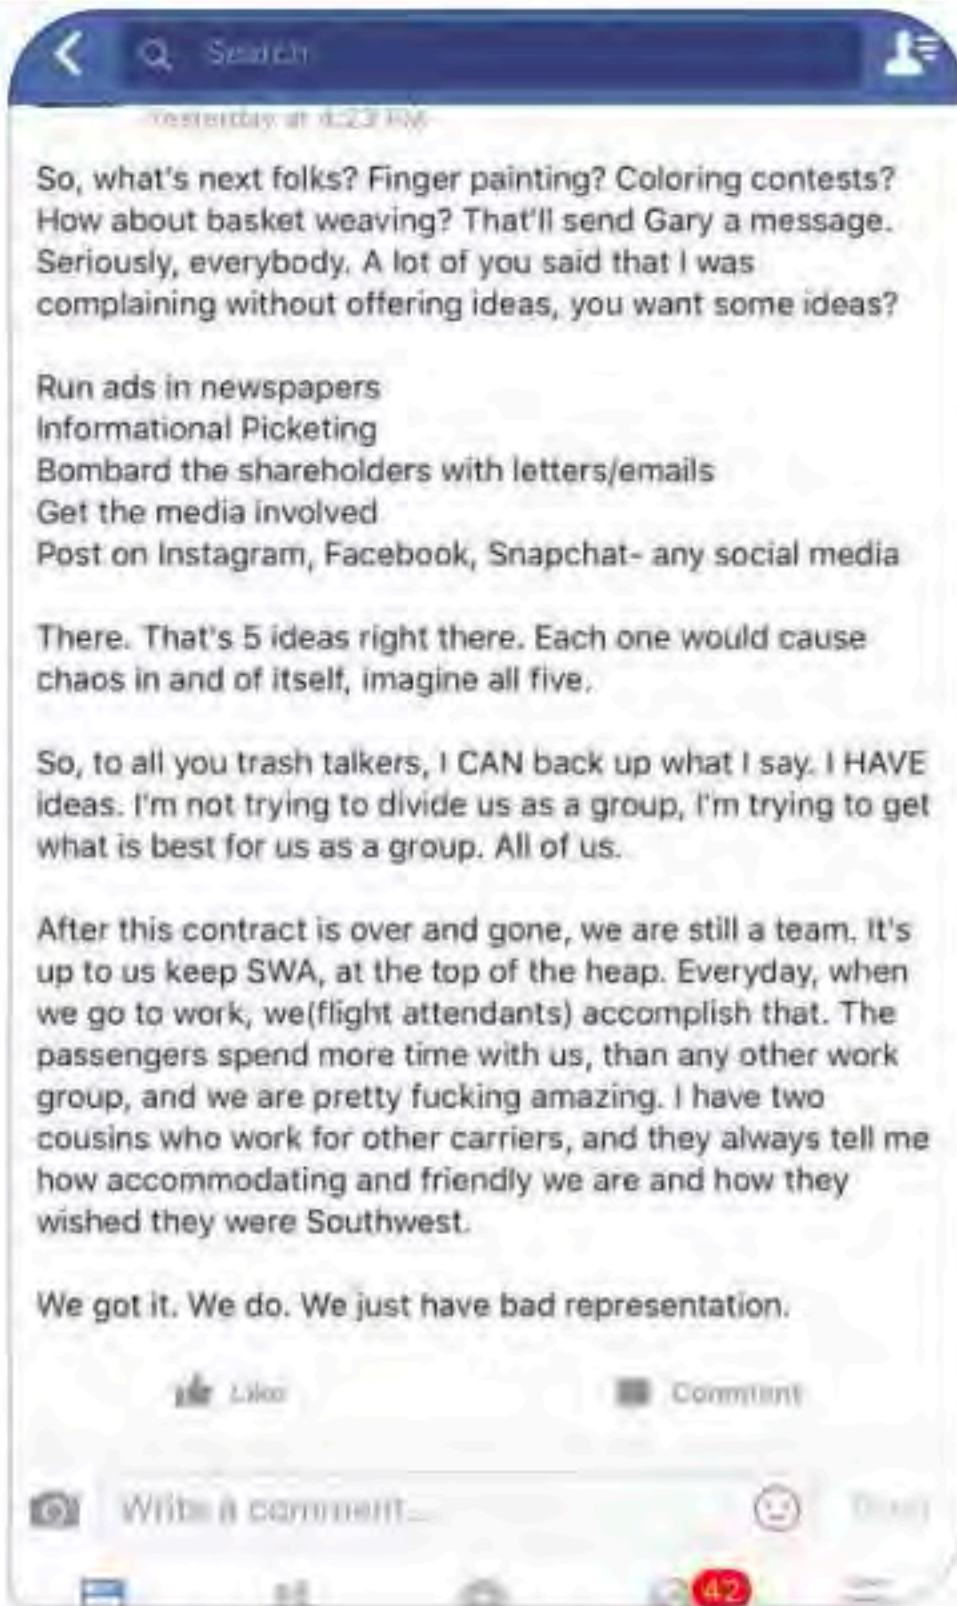 Search
Yesterday at 4:23 PM
So, what's next folks? Finger painting? Coloring contests?
How about basket weaving? That'll send Gary a message.
Seriously, everybody. A lot of you said that I was
complaining without offering ideas, you want some ideas?
Run ads in newspapers
Informational Picketing
Bombard the shareholders with letters/emails
Get the media involved
Post on Instagram, Facebook, Snapchat- any social media
There. That's 5 ideas right there. Each one would cause
chaos in and of itself, imagine all five.
So, to all you trash talkers, I CAN back up what I say. I HAVE
ideas. I'm not trying to divide us as a group, I'm trying to get
what is best for us as a group. All of us.
After this contract is over and gone, we are still a team. It's
up to us keep SWA, at the top of the heap. Everyday, when
we go to work, we(flight attendants) accomplish that. The
passengers spend more time with us, than any other work
group, and we are pretty fucking amazing. I have two
cousins who work for other carriers, and they always tell me
how accommodating and friendly we are and how they
wished they were Southwest.
We got it. We do. We just have bad representation.
Like Comment
Write a comment...
42